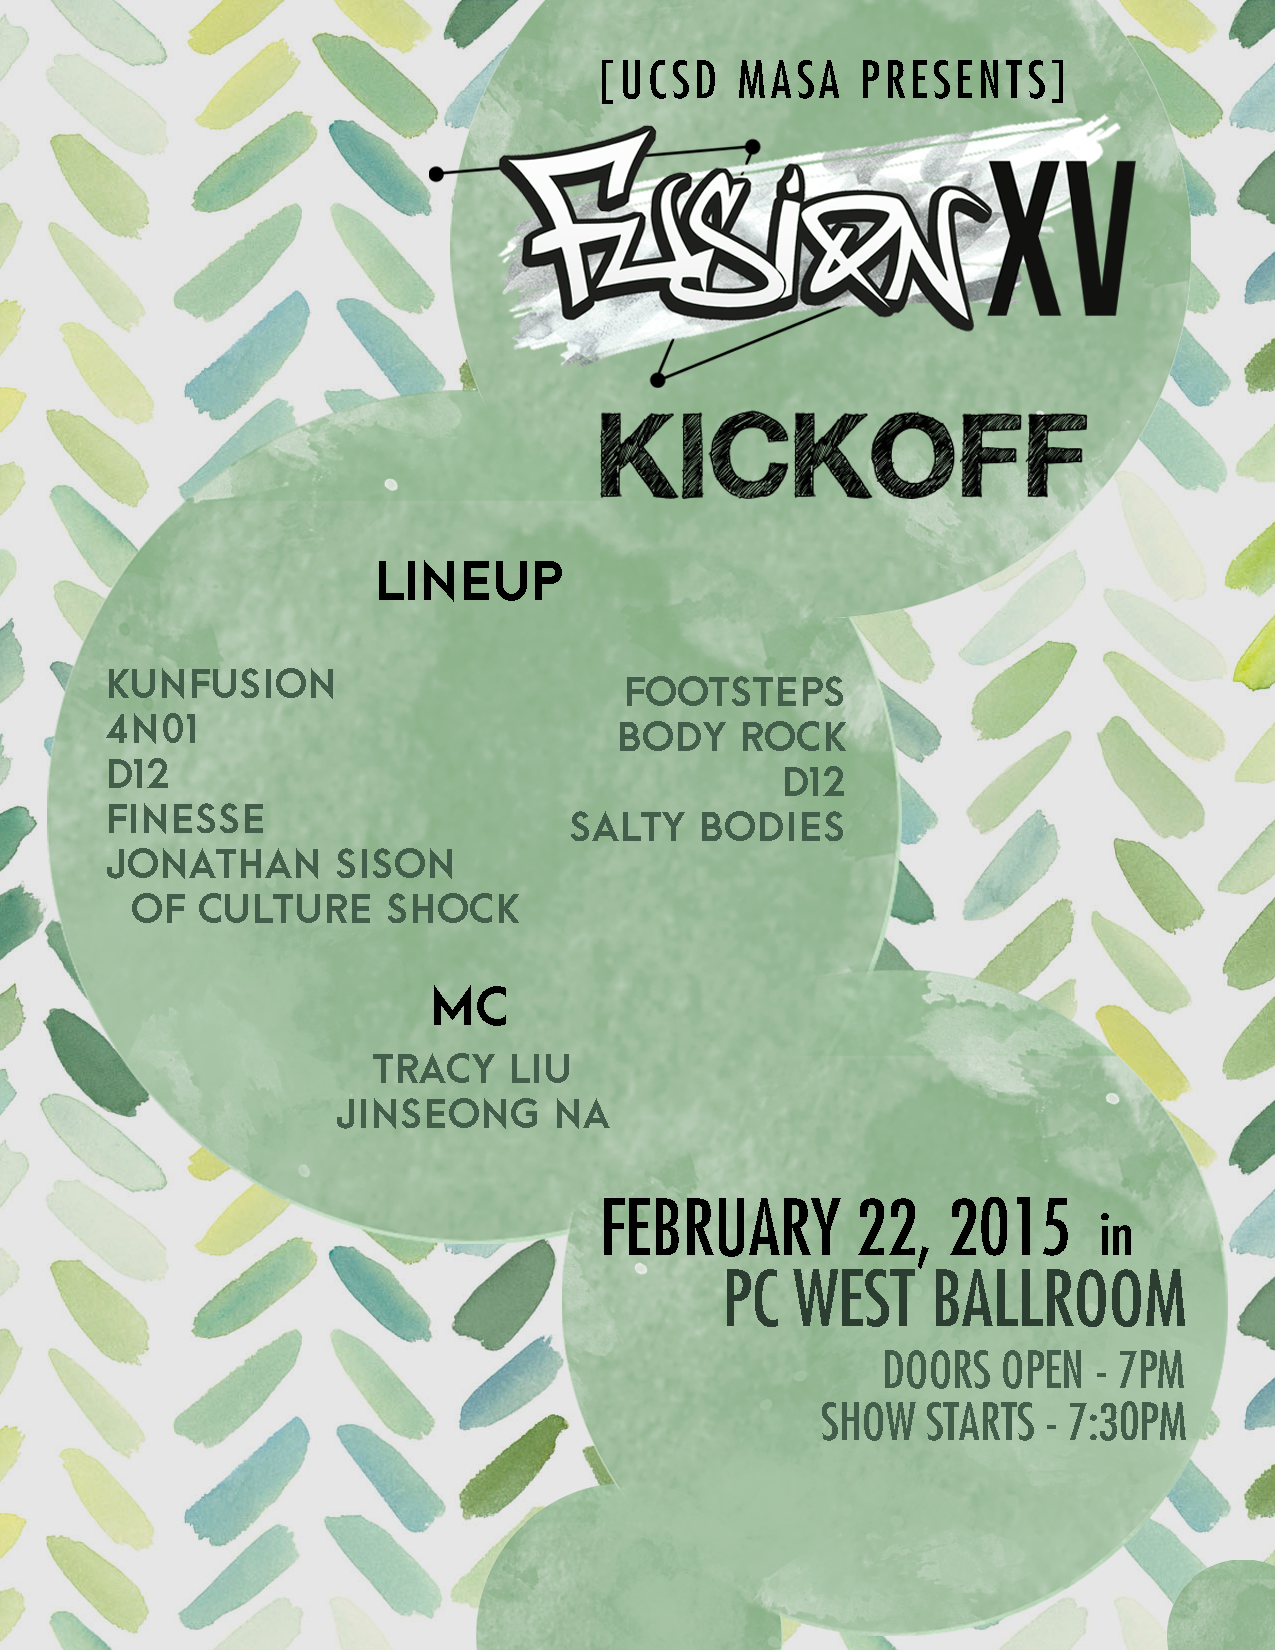 [UCSD MASA PRESENTS]
FUSION XV
KICKOFF
LINEUP
KUNFUSION
4N01
D12
FINESSE
JONATHAN SISON
OF CULTURE SHOCK
FOOTSTEPS
BODY ROCK
D12
SALTY BODIES
MC
TRACY LIU
JINSEONG NA
FEBRUARY 22, 2015 in
PC WEST BALLROOM
DOORS OPEN - 7PM
SHOW STARTS - 7:30PM